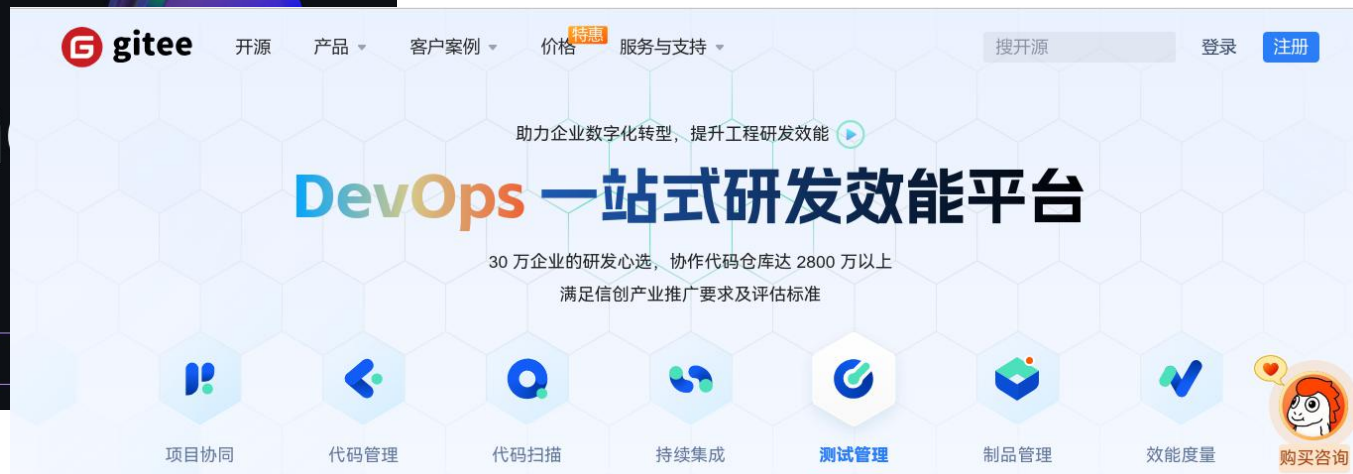 gitee 开源 产品 客户案例 价格 特惠 服务与支持 搜开源 登录 注册
助力企业数字化转型，提升工程研发效能
DevOps 一站式研发效能平台
30 万企业的研发心选，协作代码仓库达 2800 万以上
满足信创产业推广要求及评估标准
项目协同 代码管理 代码扫描 持续集成 测试管理 制品管理 效能度量 购买咨询